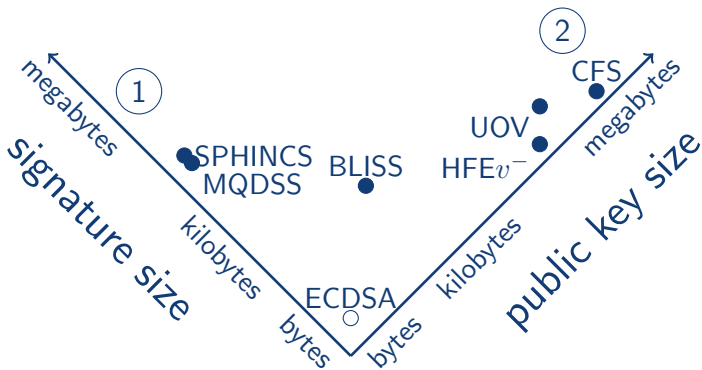 2
1
CFS
megabytes
megabytes
UOV
SPHINCS
BLISS
HFEv⁻
MQDSS
signature size
public key size
kilobytes
kilobytes
ECDSA
bytes
bytes